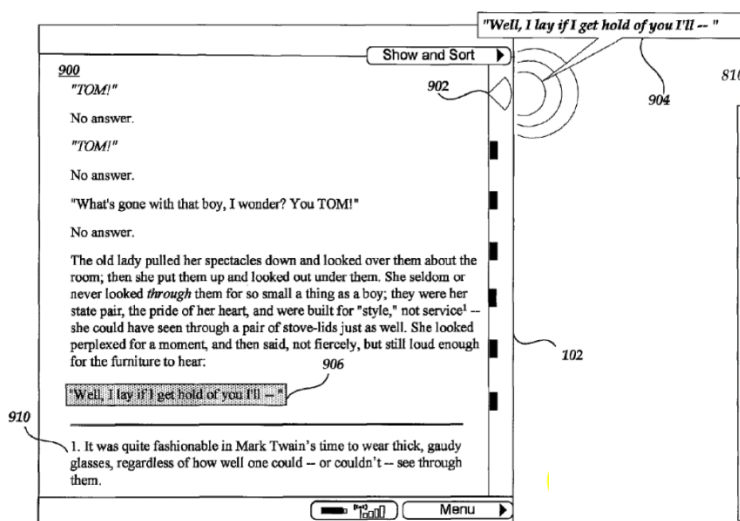 "Well, I lay if I get hold of you I'll -- "
Show and Sort
900
902
904
810
"TOM!"
No answer.
"TOM!"
No answer.
"What's gone with that boy, I wonder? You TOM!"
No answer.
The old lady pulled her spectacles down and looked over them about the
room; then she put them up and looked out under them. She seldom or
never looked through them for so small a thing as a boy; they were her
state pair, the pride of her heart, and were built for "style," not service¹ --
she could have seen through a pair of stove-lids just as well. She looked
perplexed for a moment, and then said, not fiercely, but still loud enough
for the furniture to hear:
102
906
"Well, I lay if I get hold of you I'll -- "
910
1. It was quite fashionable in Mark Twain's time to wear thick, gaudy
glasses, regardless of how well one could -- or couldn't -- see through
them.
Menu